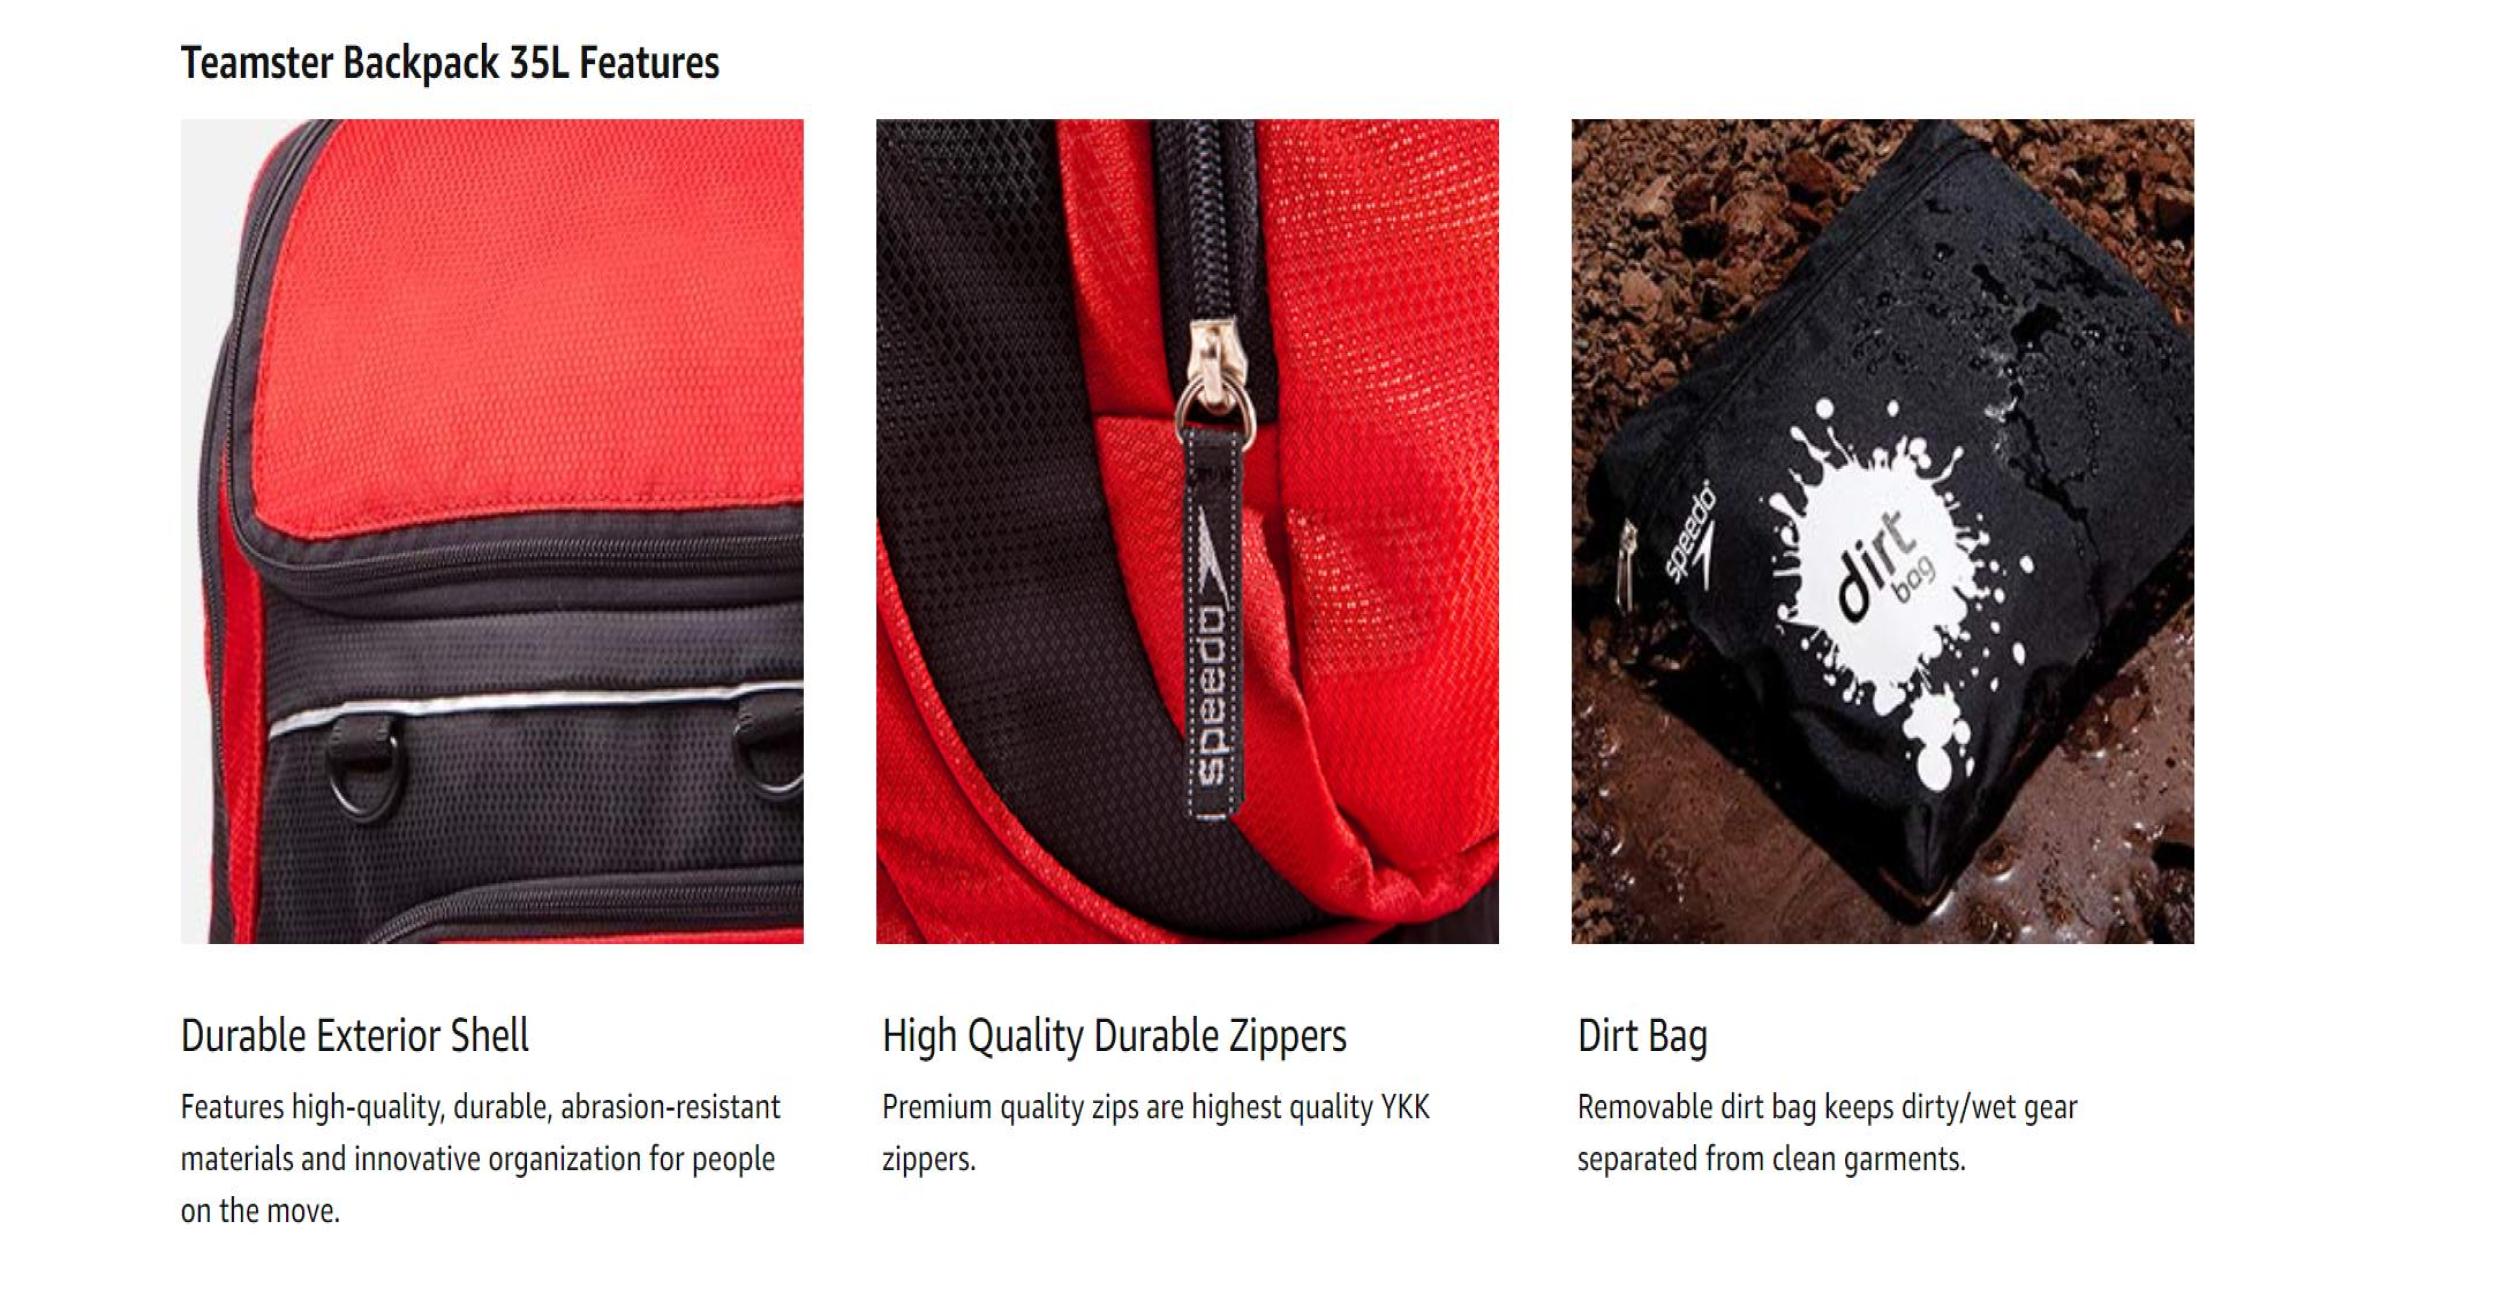 Teamster Backpack 35L Features
speedo
speedo
dirt
bag
Durable Exterior Shell
Features high-quality, durable, abrasion-resistant
materials and innovative organization for people
on the move.
High Quality Durable Zippers
Premium quality zips are highest quality YKK
zippers.
Dirt Bag
Removable dirt bag keeps dirty/wet gear
separated from clean garments.